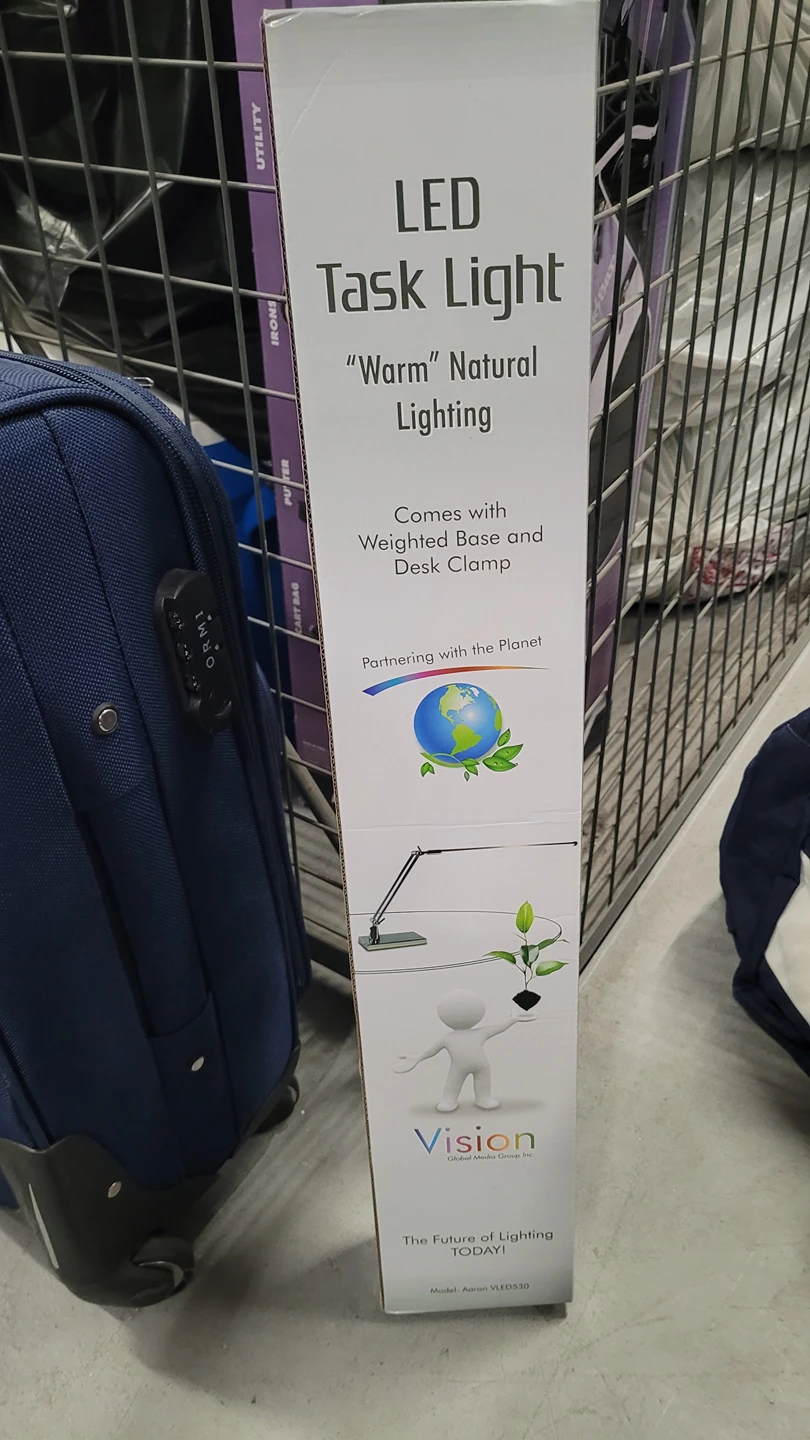 LED
Task Light
“Warm” Natural
Lighting
Comes with
Weighted Base and
Desk Clamp
Partnering with the Planet
Vision
Global Media Group Inc.
The Future of Lighting
TODAY!
Model: Aaron VLED530
UTILITY
IRONS
PUTTER
CART BAG